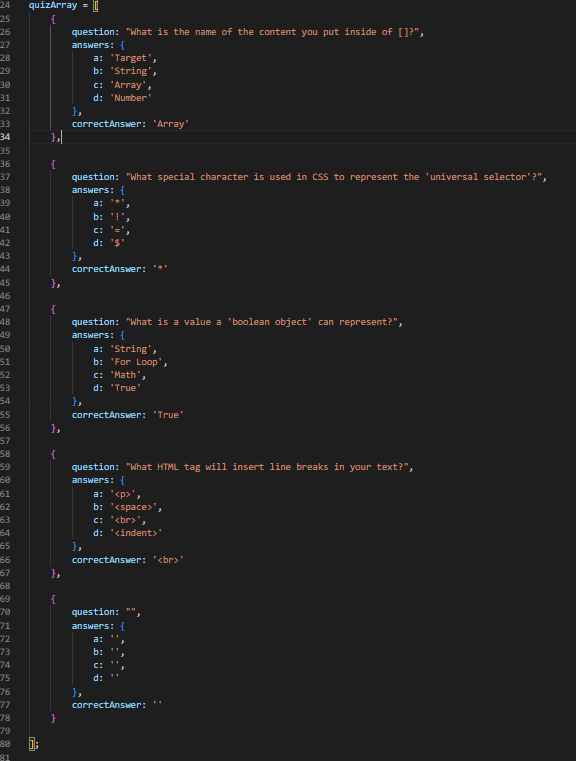 24 quizArray = [
25 {
26 question: "What is the name of the content you put inside of []?",
27 answers: {
28 a: 'Target',
29 b: 'String',
30 c: 'Array',
31 d: 'Number'
32 },
33 correctAnswer: 'Array'
34 },
35
36 {
37 question: "What special character is used in CSS to represent the 'universal selector'?",
38 answers: {
39 a: '*',
40 b: '!',
41 c: '=',
42 d: '$'
43 },
44 correctAnswer: '*'
45 },
46
47 {
48 question: "What is a value a 'boolean object' can represent?",
49 answers: {
50 a: 'String',
51 b: 'For Loop',
52 c: 'Math',
53 d: 'True'
54 },
55 correctAnswer: 'True'
56 },
57
58 {
59 question: "What HTML tag will insert line breaks in your text?",
60 answers: {
61 a: '<p>',
62 b: '<space>',
63 c: '<br>',
64 d: '<indent>'
65 },
66 correctAnswer: '<br>'
67 },
68
69 {
70 question: "",
71 answers: {
72 a: '',
73 b: '',
74 c: '',
75 d: ''
76 },
77 correctAnswer: ''
78 }
79
80 ];
81